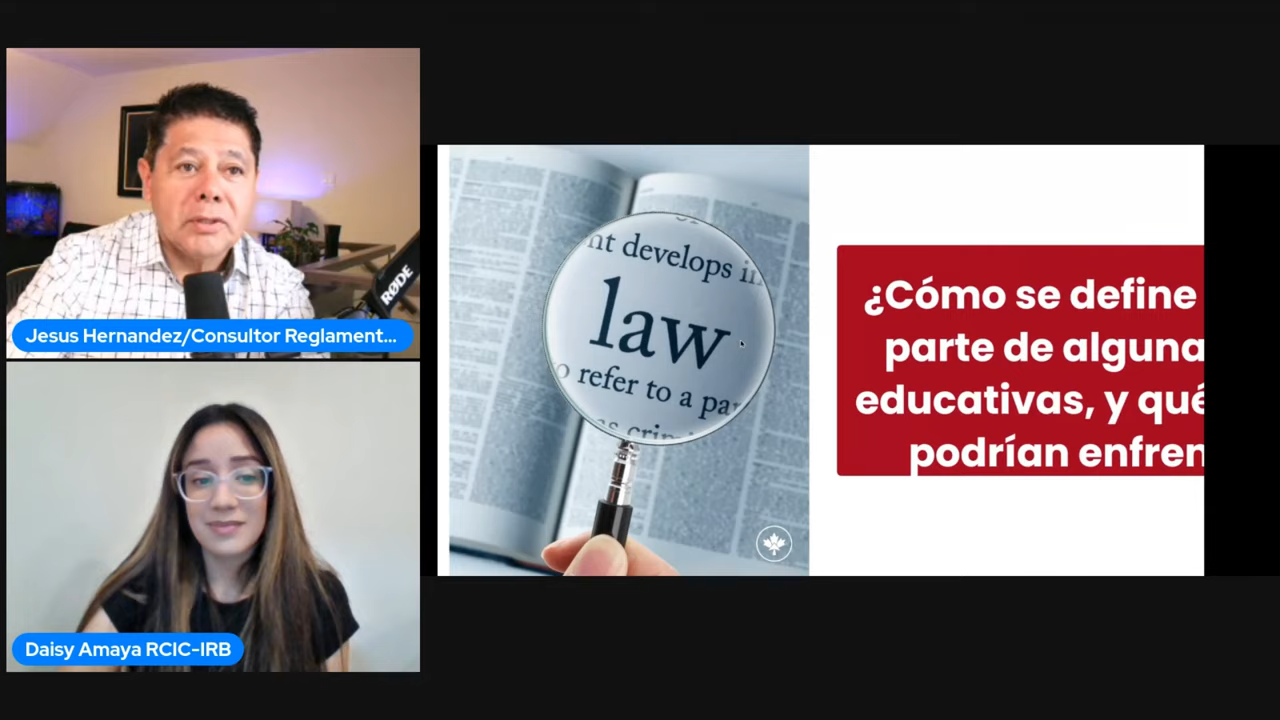 RØDE
Jesus Hernandez/Consultor Reglament...
Daisy Amaya RCIC-IRB
nt develops in
law
to refer to a pa
¿Cómo se define
parte de alguna
educativas, y qué
podrían enfren